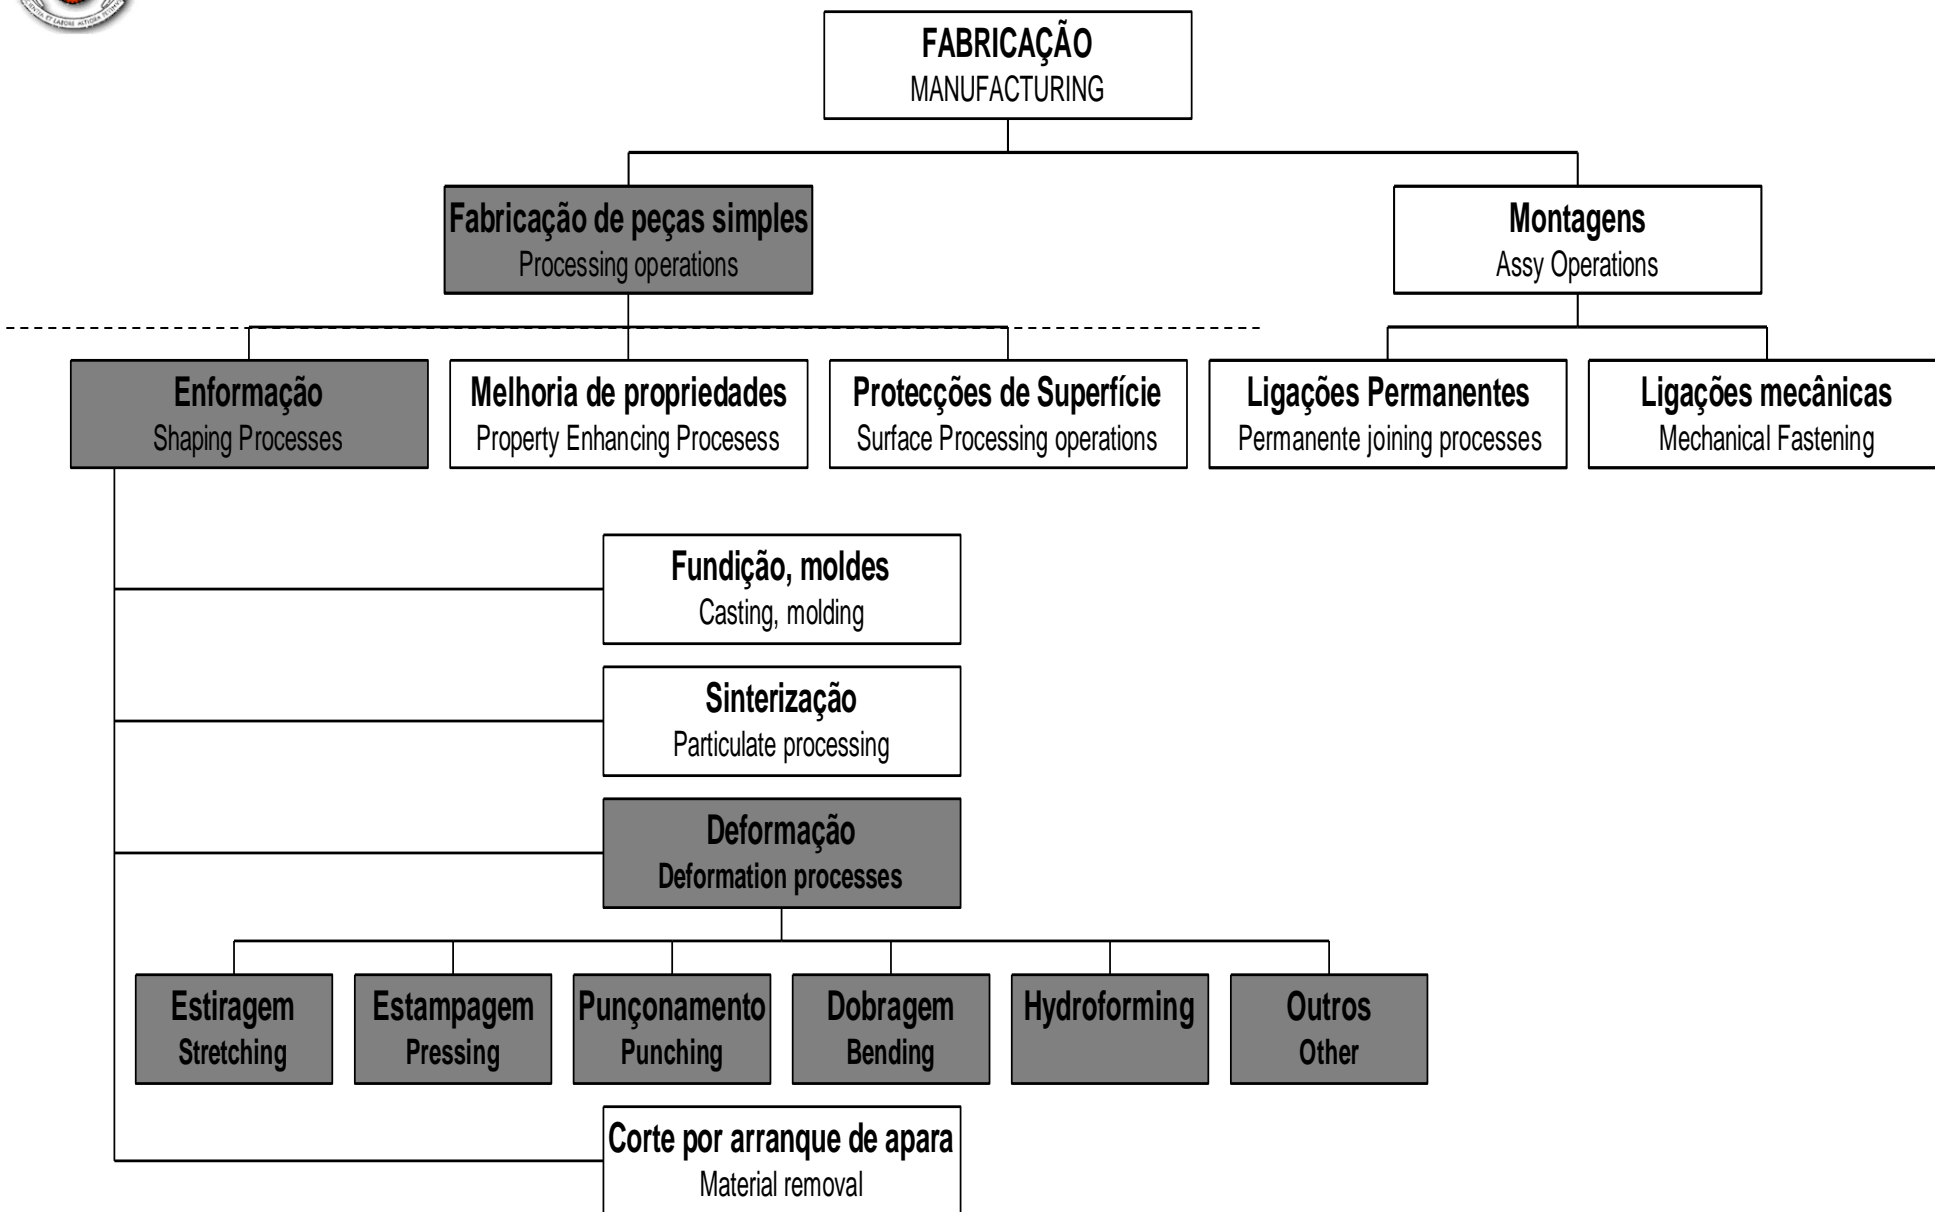 ET LABORE ALTIORA
FABRICAÇÃO
MANUFACTURING
Fabricação de peças simples
Processing operations
Montagens
Assy Operations
Enformação
Shaping Processes
Melhoria de propriedades
Property Enhancing Procesess
Protecções de Superfície
Surface Processing operations
Ligações Permanentes
Permanente joining processes
Ligações mecânicas
Mechanical Fastening
Fundição, moldes
Casting, molding
Sinterização
Particulate processing
Deformação
Deformation processes
Estiragem
Stretching
Estampagem
Pressing
Punçonamento
Punching
Dobragem
Bending
Hydroforming
Outros
Other
Corte por arranque de apara
Material removal